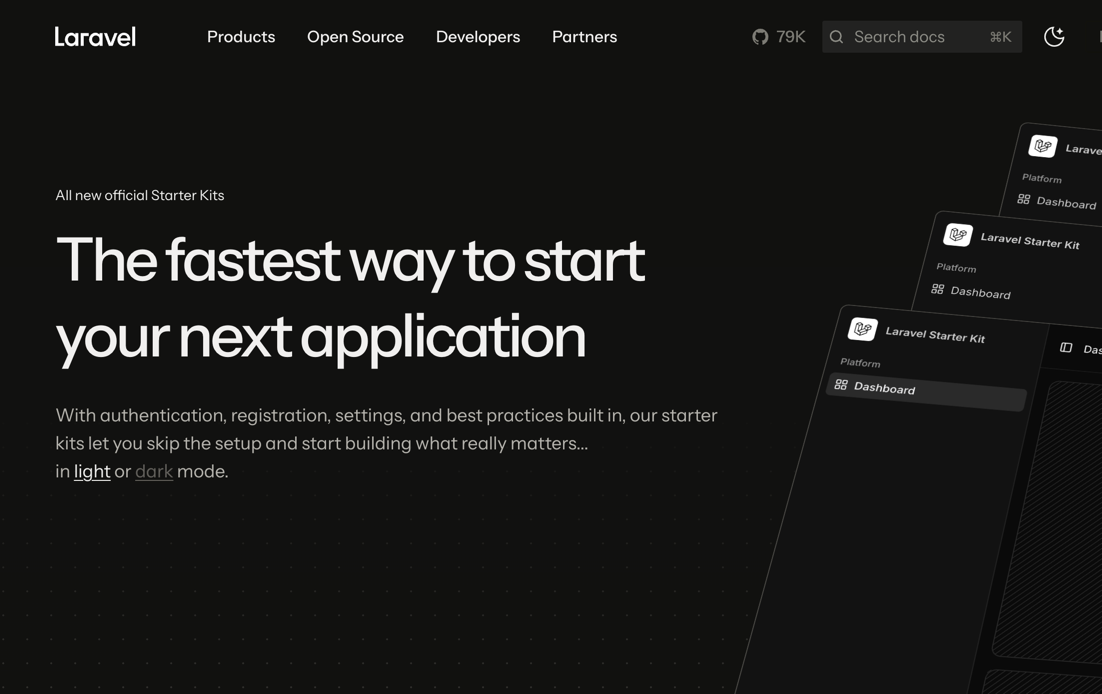 Laravel
Products
Open Source
Developers
Partners
79K
Search docs
⌘K
All new official Starter Kits
The fastest way to start
your next application
With authentication, registration, settings, and best practices built in, our starter
kits let you skip the setup and start building what really matters...
in light or dark mode.
Platform
Dashboard
Laravel Starter Kit
Platform
Dashboard
Laravel Starter Kit
Platform
Dashboard